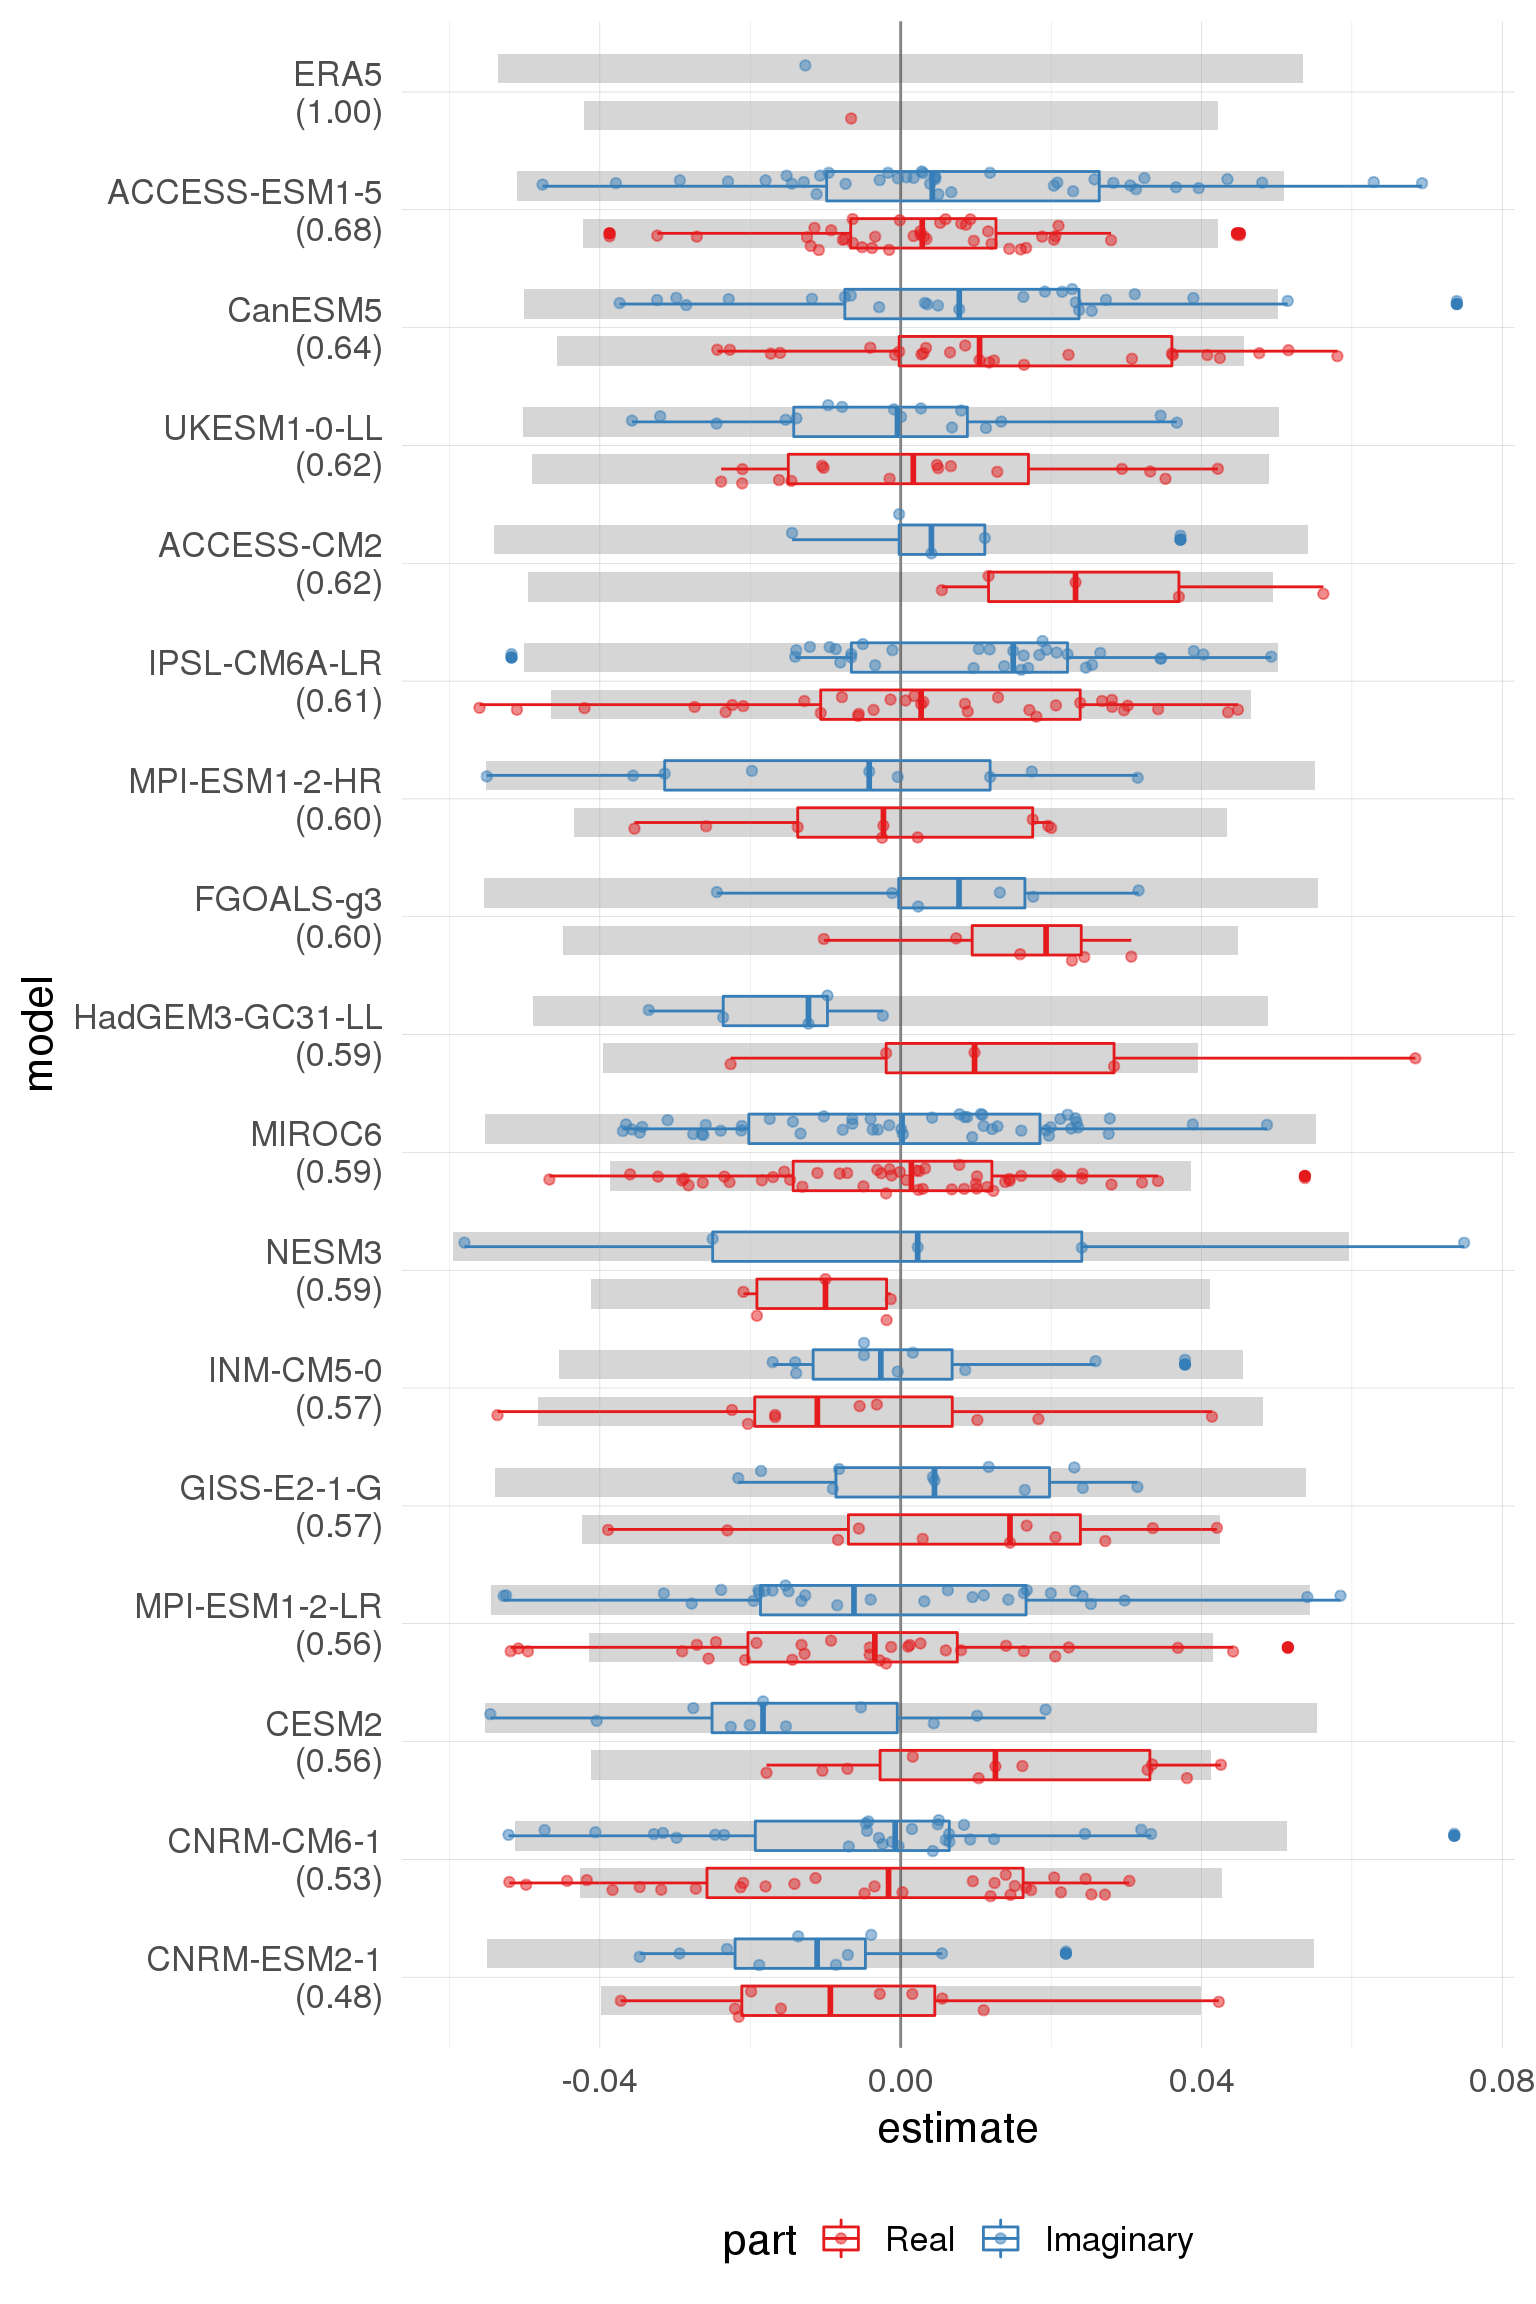 ERA5
(1.00)
ACCESS-ESM1-5
(0.68)
CanESM5
(0.64)
UKESM1-0-LL
(0.62)
ACCESS-CM2
(0.62)
IPSL-CM6A-LR
(0.61)
MPI-ESM1-2-HR
(0.60)
FGOALS-g3
(0.60)
model
HadGEM3-GC31-LL
(0.59)
MIROC6
(0.59)
NESM3
(0.59)
INM-CM5-0
(0.57)
GISS-E2-1-G
(0.57)
MPI-ESM1-2-LR
(0.56)
CESM2
(0.56)
CNRM-CM6-1
(0.53)
CNRM-ESM2-1
(0.48)
-0.04 0.00 0.04 0.08
estimate
part Real Imaginary